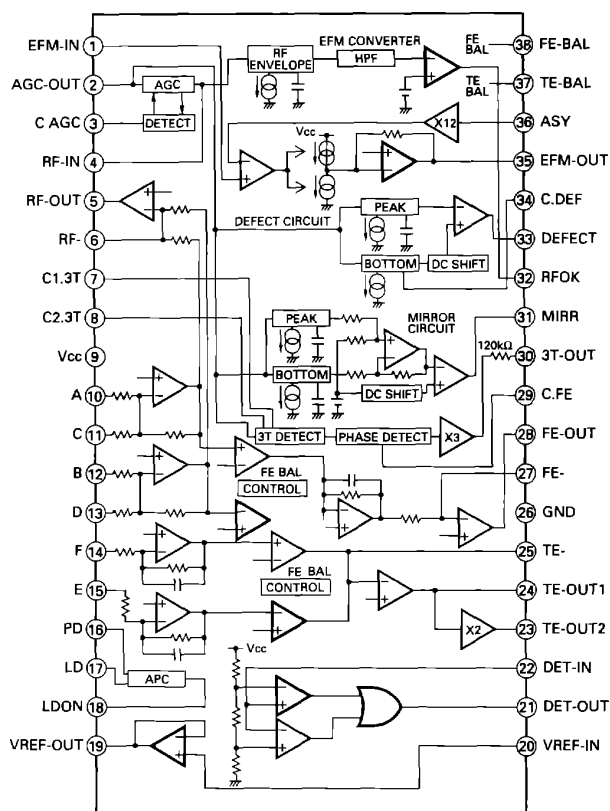 EFM-IN 1
AGC-OUT 2
C AGC 3
RF-IN 4
RF-OUT 5
RF- 6
C1.3T 7
C2.3T 8
Vcc 9
A 10
C 11
B 12
D 13
F 14
E 15
PD 16
LD 17
LDON 18
VREF-OUT 19
AGC
DETECT
RF
ENVELOPE
EFM CONVERTER
HPF
FE
BAL
TE
BAL
X12
Vcc
DEFECT CIRCUIT
PEAK
BOTTOM
DC SHIFT
PEAK
MIRROR
CIRCUIT
BOTTOM
DC SHIFT
120kΩ
3T DETECT
PHASE DETECT
X3
FE BAL
CONTROL
FE BAL
CONTROL
X2
APC
Vcc
38 FE-BAL
37 TE-BAL
36 ASY
35 EFM-OUT
34 C.DEF
33 DEFECT
32 RFOK
31 MIRR
30 3T-OUT
29 C.FE
28 FE-OUT
27 FE-
26 GND
25 TE-
24 TE-OUT1
23 TE-OUT2
22 DET-IN
21 DET-OUT
20 VREF-IN